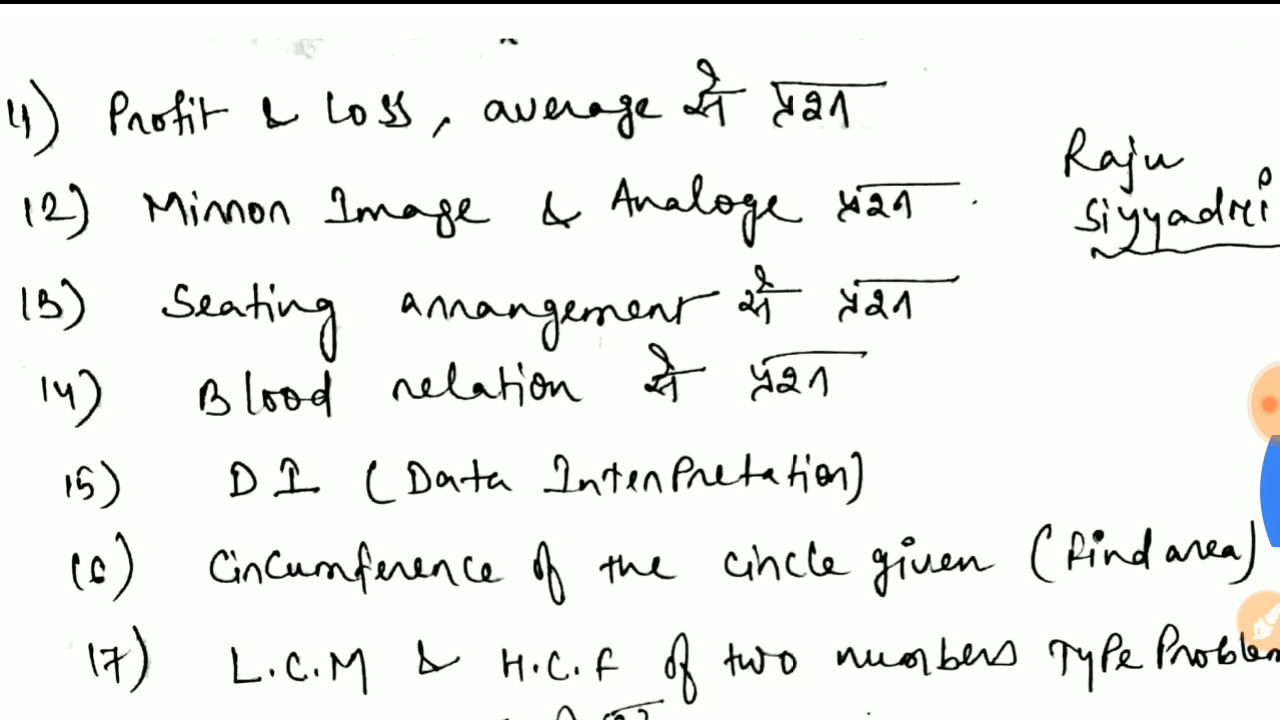 11) Profit & Loss, average से प्रश्न
12) Mirror Image & Analoge प्रश्न
Raju
Siyyadri
13) Seating arrangement से प्रश्न
14) Blood relation से प्रश्न
15) DI (Data Interpretation)
16) Circumference of the circle given (Find area)
17) L.C.M & H.C.F of two numbers Type Problem